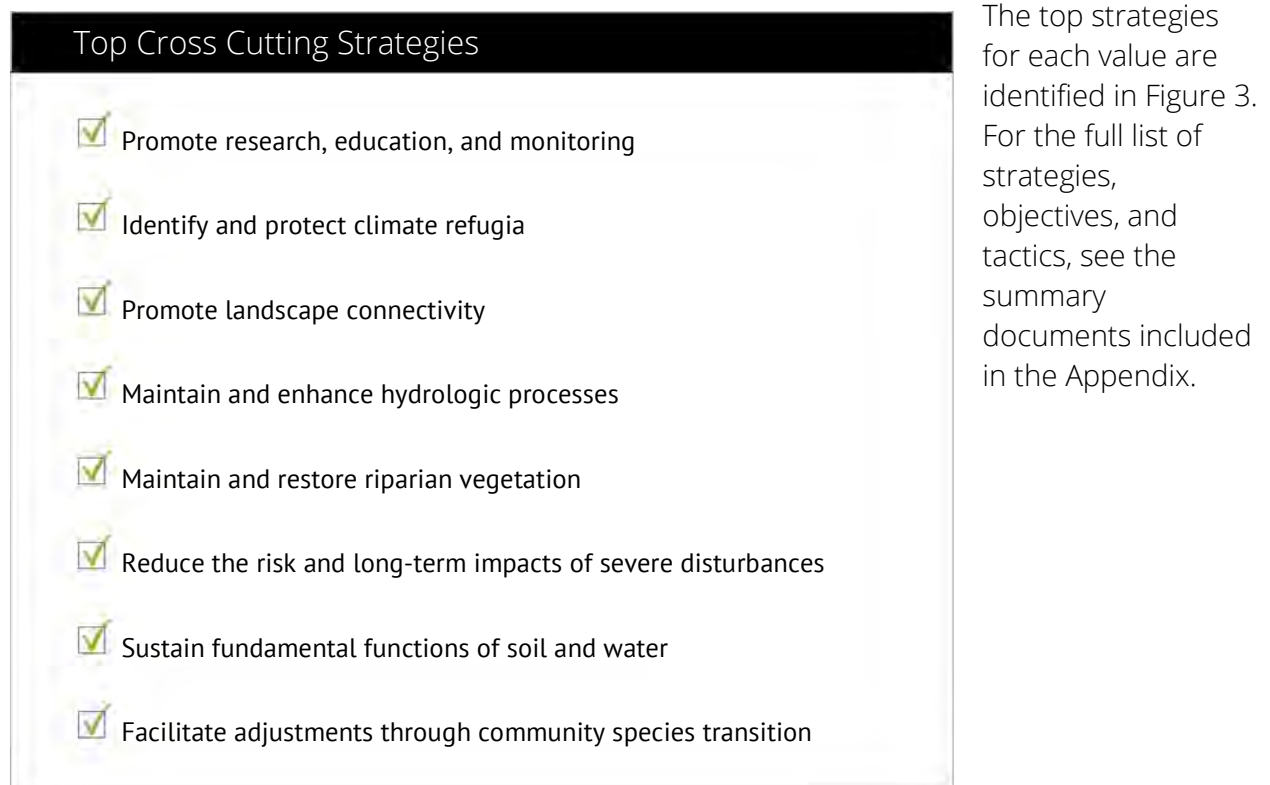 Top Cross Cutting Strategies
Promote research, education, and monitoring
Identify and protect climate refugia
Promote landscape connectivity
Maintain and enhance hydrologic processes
Maintain and restore riparian vegetation
Reduce the risk and long-term impacts of severe disturbances
Sustain fundamental functions of soil and water
Facilitate adjustments through community species transition
The top strategies
for each value are
identified in Figure 3.
For the full list of
strategies,
objectives, and
tactics, see the
summary
documents included
in the Appendix.